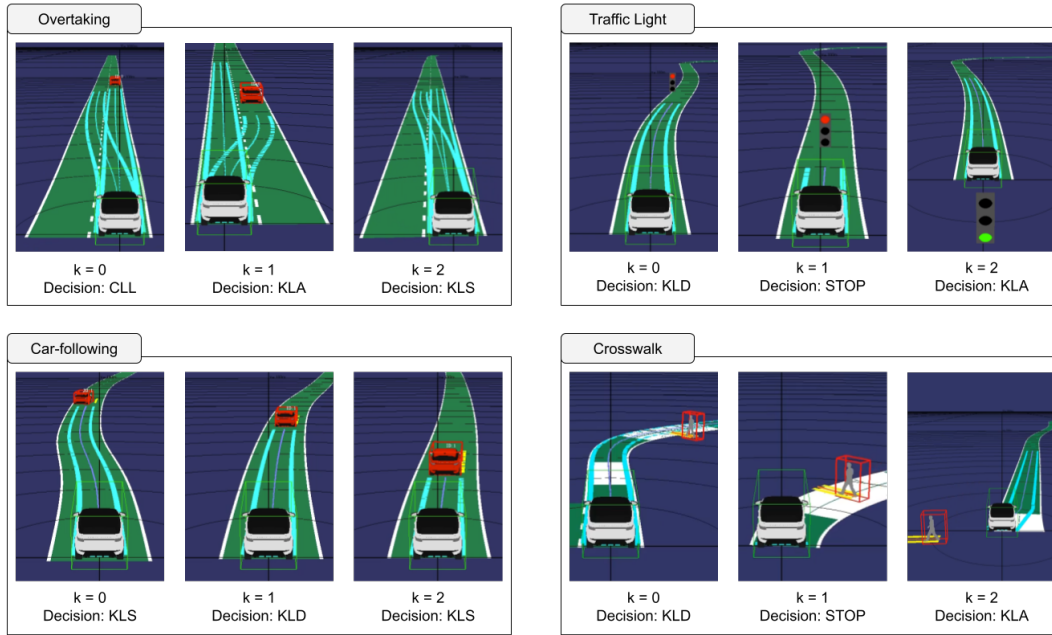 Overtaking
k = 0
Decision: CLL
k = 1
Decision: KLA
k = 2
Decision: KLS
Traffic Light
k = 0
Decision: KLD
k = 1
Decision: STOP
k = 2
Decision: KLA
Car-following
k = 0
Decision: KLS
k = 1
Decision: KLD
k = 2
Decision: KLS
Crosswalk
k = 0
Decision: KLD
k = 1
Decision: STOP
k = 2
Decision: KLA